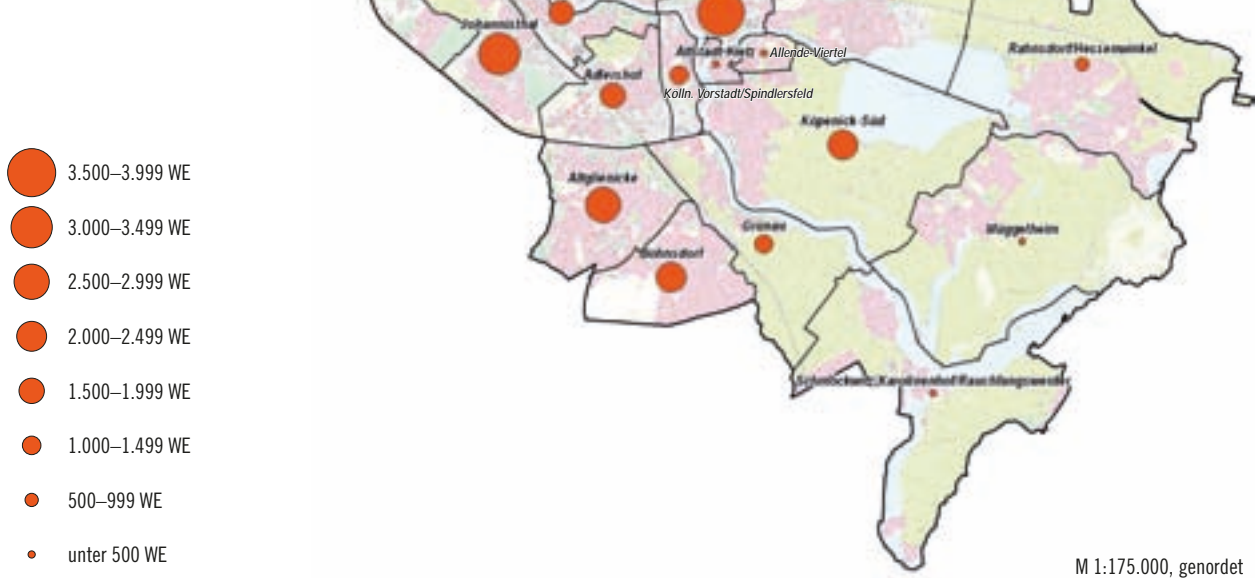 Johannisthal
Altstadt-Kietz
Allende-Viertel
Rahnsdorf/Hessenwinkel
Adlershof
Kölln. Vorstadt/Spindlersfeld
Köpenick-Süd
Altglienicke
Grünau
Müggelheim
Bohnsdorf
Schmöckwitz/Karolinenhof/Rauchfangswerder
3.500–3.999 WE
3.000–3.499 WE
2.500–2.999 WE
2.000–2.499 WE
1.500–1.999 WE
1.000–1.499 WE
500–999 WE
unter 500 WE
M 1:175.000, genordet